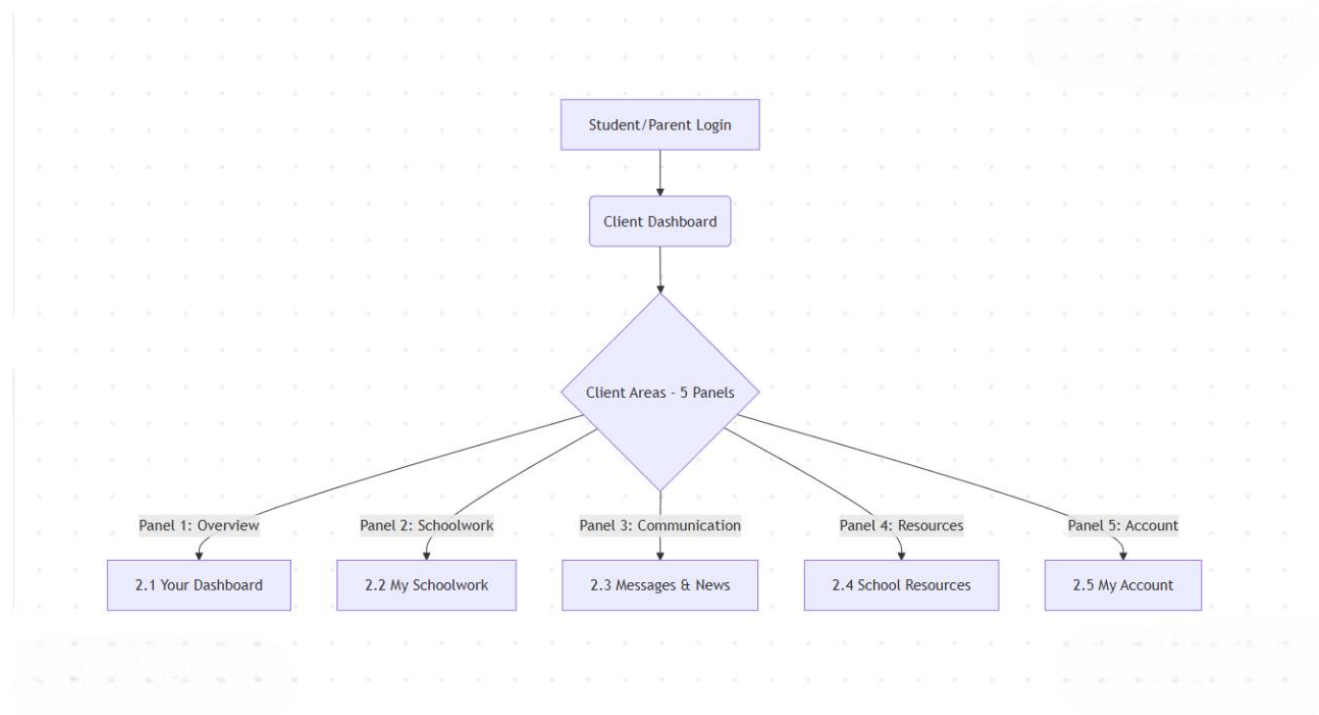 Student/Parent Login
Client Dashboard
Client Areas - 5 Panels
Panel 1: Overview
Panel 2: Schoolwork
Panel 3: Communication
Panel 4: Resources
Panel 5: Account
2.1 Your Dashboard
2.2 My Schoolwork
2.3 Messages & News
2.4 School Resources
2.5 My Account